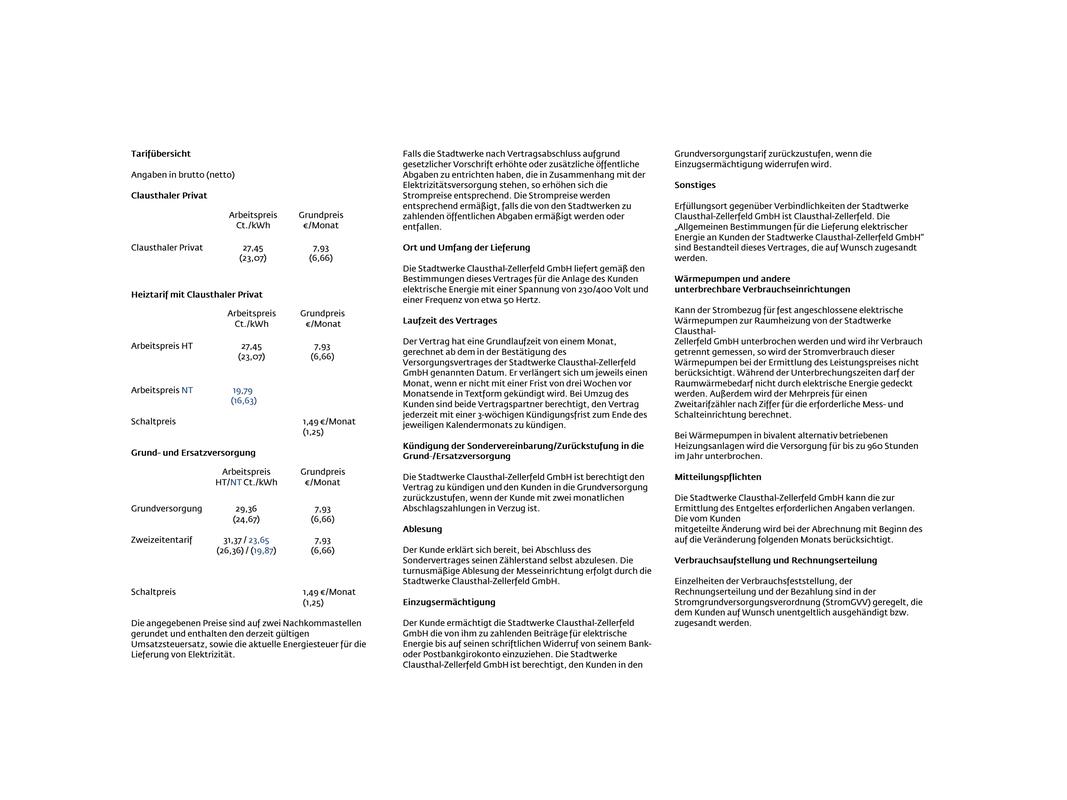 Tarifübersicht
Angaben in brutto (netto)
Clausthaler Privat
Arbeitspreis Grundpreis
Ct./kWh €/Monat
Clausthaler Privat 27,45 7,93
(23,07) (6,66)
Heiztarif mit Clausthaler Privat
Arbeitspreis Grundpreis
Ct./kWh €/Monat
Arbeitspreis HT 27,45 7,93
(23,07) (6,66)
Arbeitspreis NT 19,79
(16,63)
Schaltpreis 1,49 €/Monat
(1,25)
Grund- und Ersatzversorgung
Arbeitspreis Grundpreis
HT/NT Ct./kWh €/Monat
Grundversorgung 29,36 7,93
(24,67) (6,66)
Zweizeitentarif 31,37 / 23,65 7,93
(26,36) / (19,87) (6,66)
Schaltpreis 1,49 €/Monat
(1,25)
Die angegebenen Preise sind auf zwei Nachkommastellen
gerundet und enthalten den derzeit gültigen
Umsatzsteuersatz, sowie die aktuelle Energiesteuer für die
Lieferung von Elektrizität.
Falls die Stadtwerke nach Vertragsabschluss aufgrund
gesetzlicher Vorschrift erhöhte oder zusätzliche öffentliche
Abgaben zu entrichten haben, die in Zusammenhang mit der
Elektrizitätsversorgung stehen, so erhöhen sich die
Strompreise entsprechend. Die Strompreise werden
entsprechend ermäßigt, falls die von den Stadtwerken zu
zahlenden öffentlichen Abgaben ermäßigt werden oder
entfallen.
Ort und Umfang der Lieferung
Die Stadtwerke Clausthal-Zellerfeld GmbH liefert gemäß den
Bestimmungen dieses Vertrages für die Anlage des Kunden
elektrische Energie mit einer Spannung von 230/400 Volt und
einer Frequenz von etwa 50 Hertz.
Laufzeit des Vertrages
Der Vertrag hat eine Grundlaufzeit von einem Monat,
gerechnet ab dem in der Bestätigung des
Versorgungsvertrages der Stadtwerke Clausthal-Zellerfeld
GmbH genannten Datum. Er verlängert sich um jeweils einen
Monat, wenn er nicht mit einer Frist von drei Wochen vor
Monatsende in Textform gekündigt wird. Bei Umzug des
Kunden sind beide Vertragspartner berechtigt, den Vertrag
jederzeit mit einer 3-wöchigen Kündigungsfrist zum Ende des
jeweiligen Kalendermonats zu kündigen.
Kündigung der Sondervereinbarung/Zurückstufung in die
Grund-/Ersatzversorgung
Die Stadtwerke Clausthal-Zellerfeld GmbH ist berechtigt den
Vertrag zu kündigen und den Kunden in die Grundversorgung
zurückzustufen, wenn der Kunde mit zwei monatlichen
Abschlagszahlungen in Verzug ist.
Ablesung
Der Kunde erklärt sich bereit, bei Abschluss des
Sondervertrages seinen Zählerstand selbst abzulesen. Die
turnusmäßige Ablesung der Messeinrichtung erfolgt durch die
Stadtwerke Clausthal-Zellerfeld GmbH.
Einzugsermächtigung
Der Kunde ermächtigt die Stadtwerke Clausthal-Zellerfeld
GmbH die von ihm zu zahlenden Beiträge für elektrische
Energie bis auf seinen schriftlichen Widerruf von seinem Bank-
oder Postbankgirokonto einzuziehen. Die Stadtwerke
Clausthal-Zellerfeld GmbH ist berechtigt, den Kunden in den
Grundversorgungstarif zurückzustufen, wenn die
Einzugsermächtigung widerrufen wird.
Sonstiges
Erfüllungsort gegenüber Verbindlichkeiten der Stadtwerke
Clausthal-Zellerfeld GmbH ist Clausthal-Zellerfeld. Die
„Allgemeinen Bestimmungen für die Lieferung elektrischer
Energie an Kunden der Stadtwerke Clausthal-Zellerfeld GmbH“
sind Bestandteil dieses Vertrages, die auf Wunsch zugesandt
werden.
Wärmepumpen und andere
unterbrechbare Verbrauchseinrichtungen
Kann der Strombezug für fest angeschlossene elektrische
Wärmepumpen zur Raumheizung von der Stadtwerke
Clausthal-
Zellerfeld GmbH unterbrochen werden und wird ihr Verbrauch
getrennt gemessen, so wird der Stromverbrauch dieser
Wärmepumpen bei der Ermittlung des Leistungspreises nicht
berücksichtigt. Während der Unterbrechungszeiten darf der
Raumwärmebedarf nicht durch elektrische Energie gedeckt
werden. Außerdem wird der Mehrpreis für einen
Zweitarifzähler nach Ziffer für die erforderliche Mess- und
Schalteinrichtung berechnet.
Bei Wärmepumpen in bivalent alternativ betriebenen
Heizungsanlagen wird die Versorgung für bis zu 960 Stunden
im Jahr unterbrochen.
Mitteilungspflichten
Die Stadtwerke Clausthal-Zellerfeld GmbH kann die zur
Ermittlung des Entgeltes erforderlichen Angaben verlangen.
Die vom Kunden
mitgeteilte Änderung wird bei der Abrechnung mit Beginn des
auf die Veränderung folgenden Monats berücksichtigt.
Verbrauchsaufstellung und Rechnungserteilung
Einzelheiten der Verbrauchsfeststellung, der
Rechnungserteilung und der Bezahlung sind in der
Stromgrundversorgungsverordnung (StromGVV) geregelt, die
dem Kunden auf Wunsch unentgeltlich ausgehändigt bzw.
zugesandt werden.